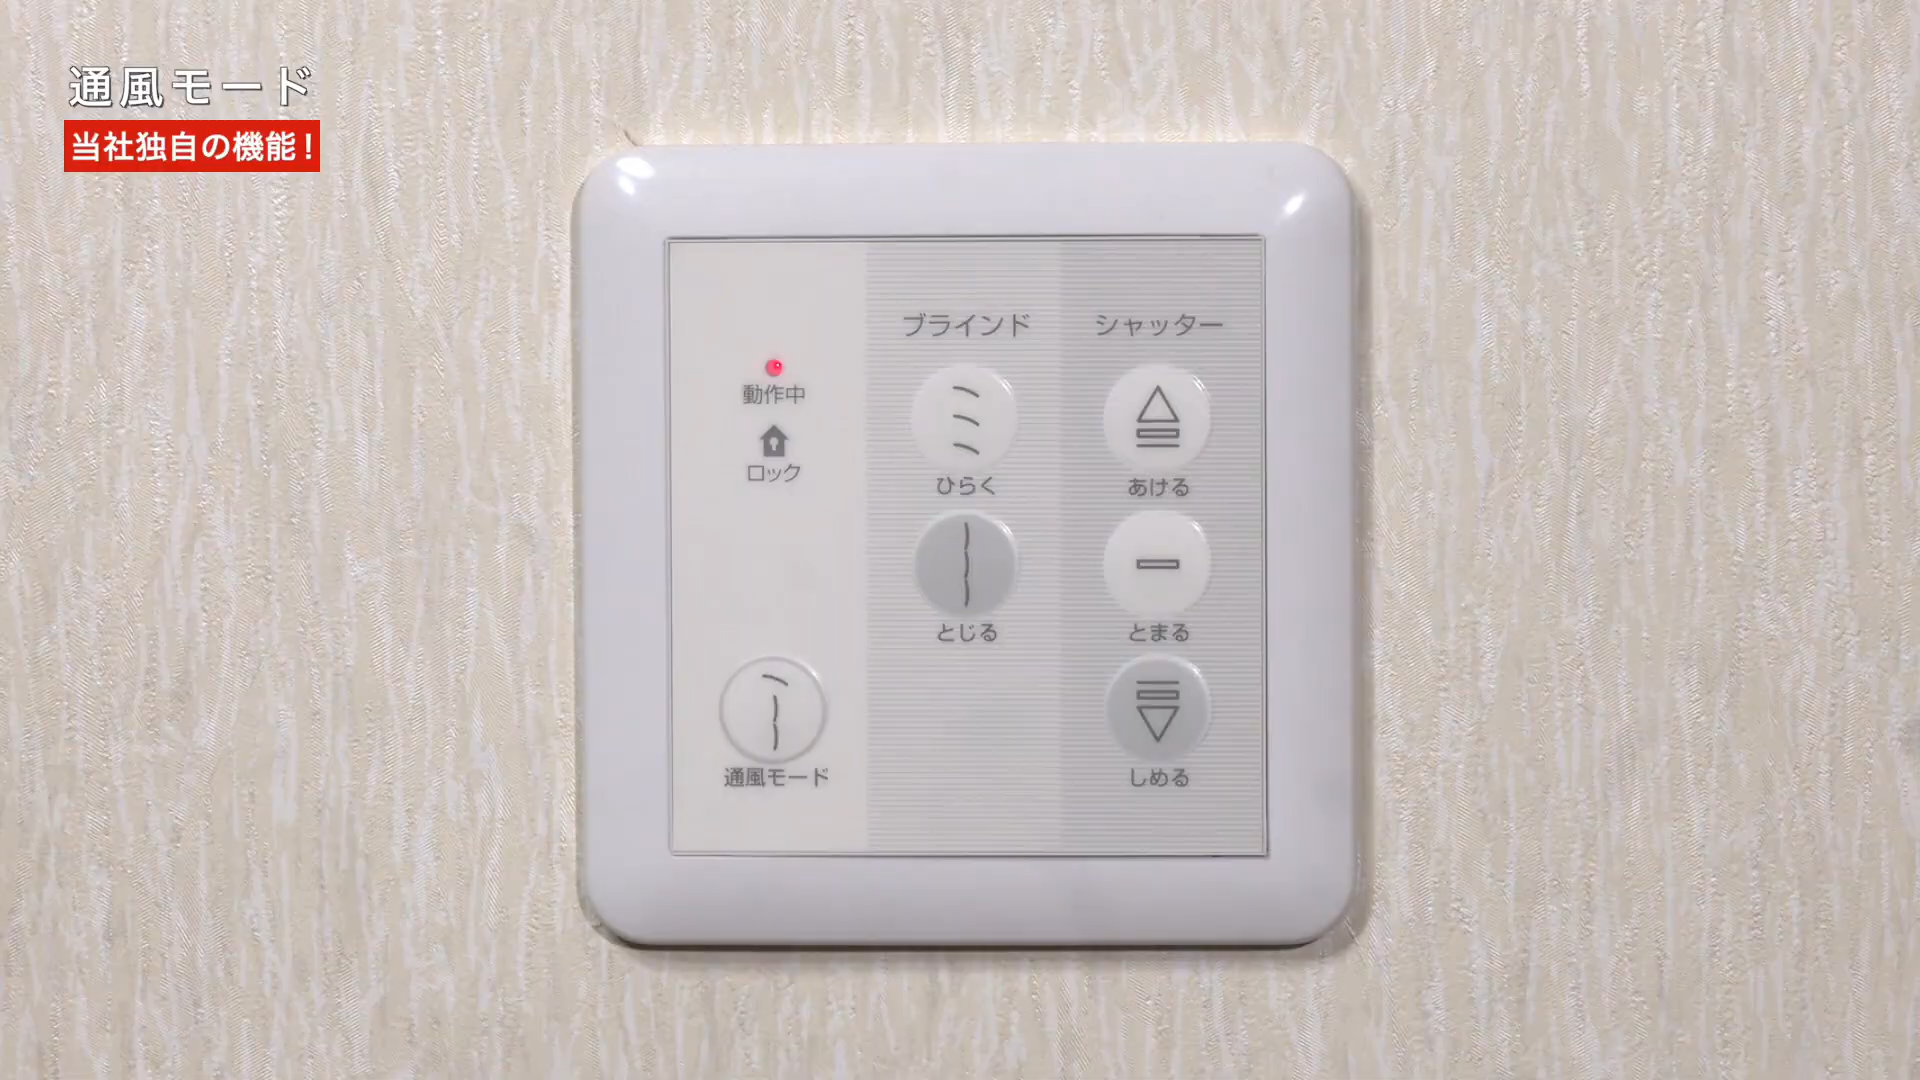 通風モード
当社独自の機能!
ブラインド
シャッター
動作中
ロック
ひらく
あける
とじる
とまる
通風モード
しめる